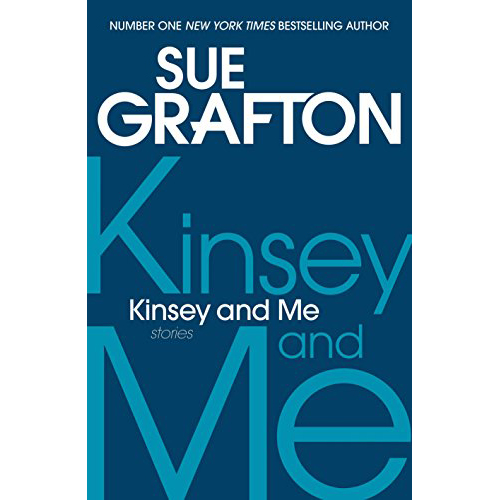 NUMBER ONE NEW YORK TIMES BESTSELLING AUTHOR
SUE
GRAFTON
Kinsey
Kinsey and Me
stories
and
Me